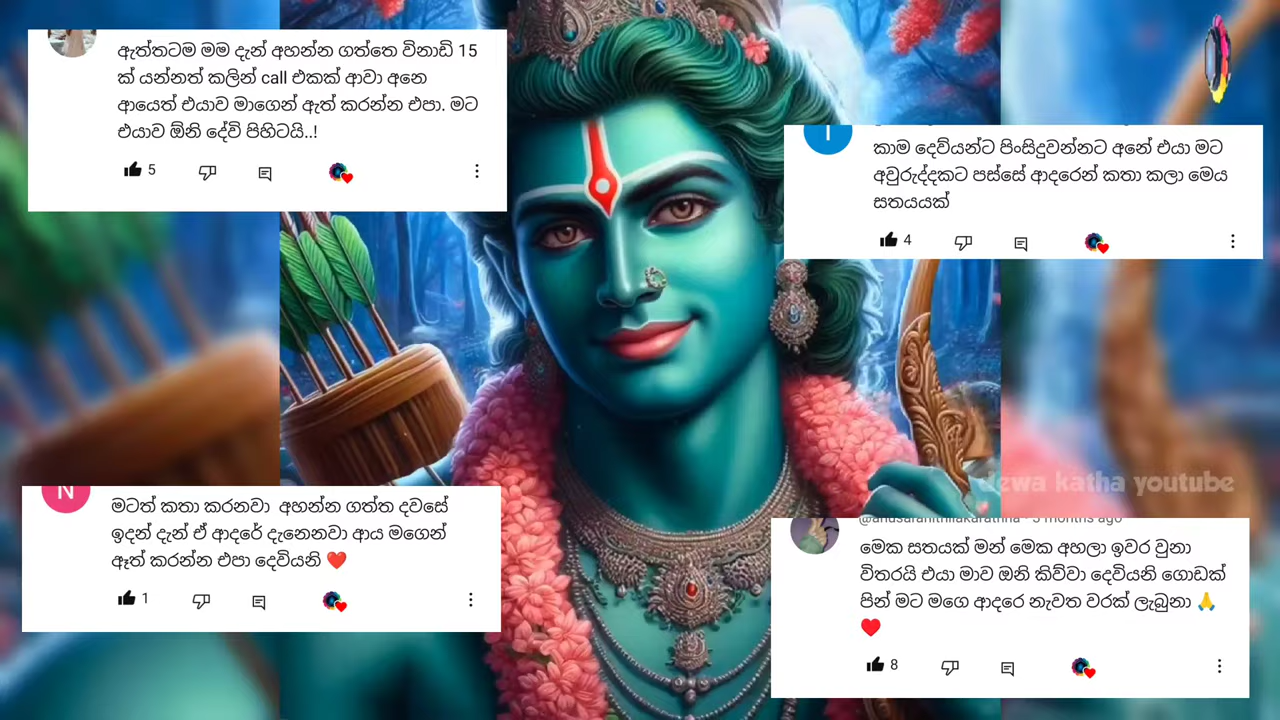 ඇත්තටම මම දැන් අහන්න ගත්තෙ විනාඩි 15
ක් යන්නත් කලින් call එකක් ආවා අනෙ
ආයෙත් එයාව මාගෙන් ඈත් කරන්න එපා. මට
එයාව ඕනි දේවි පිහිටයි..!
5
කාම දෙවියන්ට පිංසිදුවන්නට අනේ එයා මට
අවුරුද්දකට පස්සේ ආදරෙන් කතා කලා මෙය
සතයයක්
4
N
මටත් කතා කරනවා අහන්න ගත්ත දවසේ
ඉදන් දැන් ඒ ආදරේ දැනෙනවා ආය මගෙන්
ඈත් කරන්න එපා දෙවියනි ❤️
1
dewa katha youtube
මෙක සතයක් මන් මෙක අහලා ඉවර වුනා
විතරයි එයා මාව ඔනි කිව්වා දෙවියනි ගොඩක්
පින් මට මගෙ ආදරෙ නැවත වරක් ලැබුනා 🙏
♥️
8